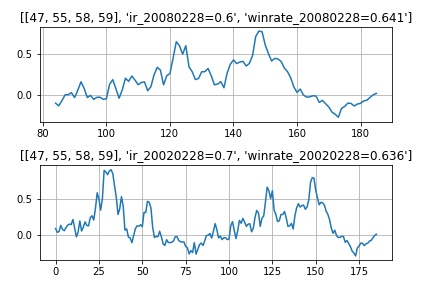 [[47, 55, 58, 59], 'ir_20080228=0.6', 'winrate_20080228=0.641']
0.5
0.0
80 100 120 140 160 180
[[47, 55, 58, 59], 'ir_20020228=0.7', 'winrate_20020228=0.636']
0.5
0.0
0 25 50 75 100 125 150 175